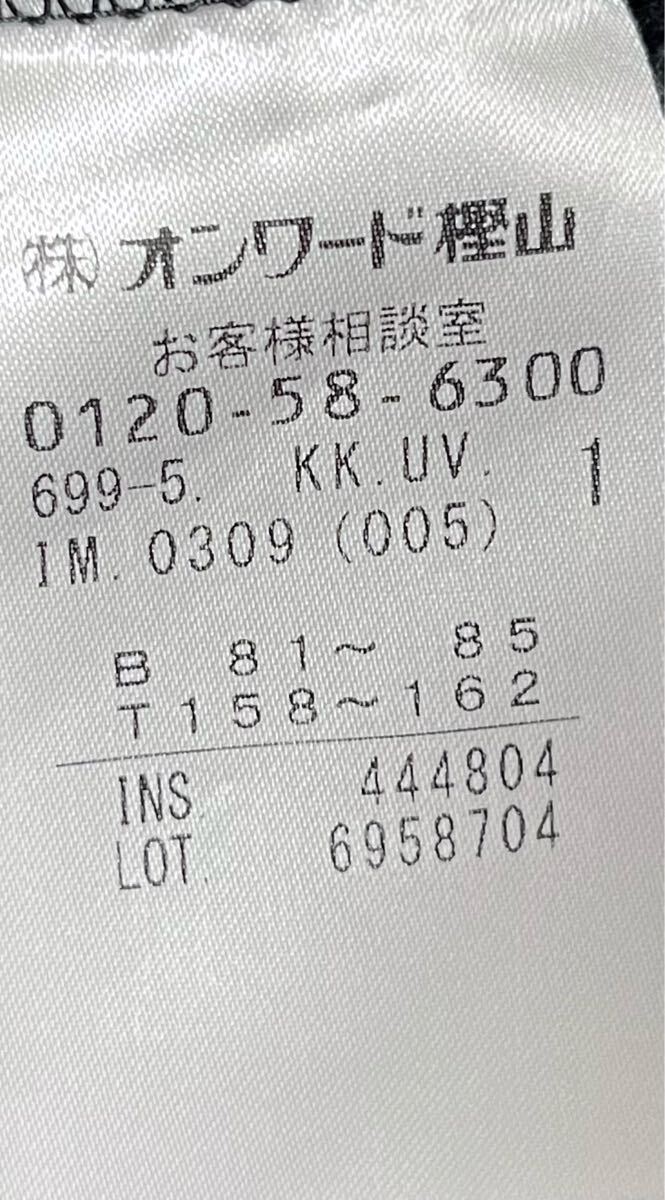 ㈱オンワード樫山
お客様相談室
0120-58-6300
699-5. KK.UV. 1
IM. 0309 (005)
B 81～ 85
T158～162
INS. 444804
LOT. 6958704